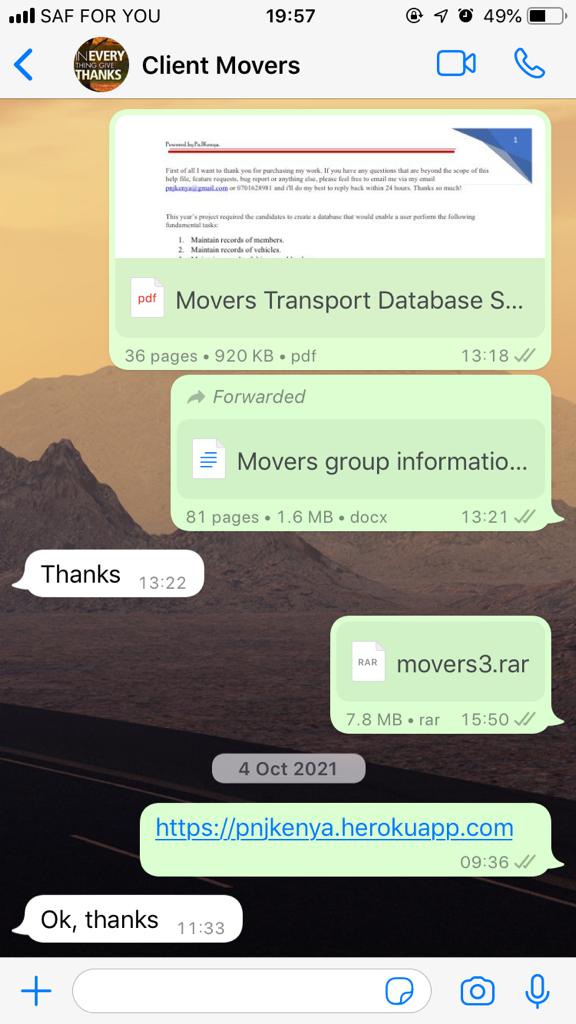 SAF FOR YOU 19:57 49%
IN EVERY
THING GIVE
THANKS
Client Movers
Powered by PnJKenya.
1
First of all I want to thank you for purchasing my work. If you have any questions that are beyond the scope of this
help file, feature requests, bug report or anything else, please feel free to email me via my email
pnjkenya@gmail.com or 0701628981 and i'll do my best to reply back within 24 hours. Thanks so much!
This year's project required the candidates to create a database that would enable a user perform the following
fundamental tasks:
1. Maintain records of members.
2. Maintain records of vehicles.
pdf Movers Transport Database S...
36 pages • 920 KB • pdf 13:18
Forwarded
Movers group informatio...
81 pages • 1.6 MB • docx 13:21
Thanks 13:22
RAR movers3.rar
7.8 MB • rar 15:50
4 Oct 2021
https://pnjkenya.herokuapp.com
09:36
Ok, thanks 11:33